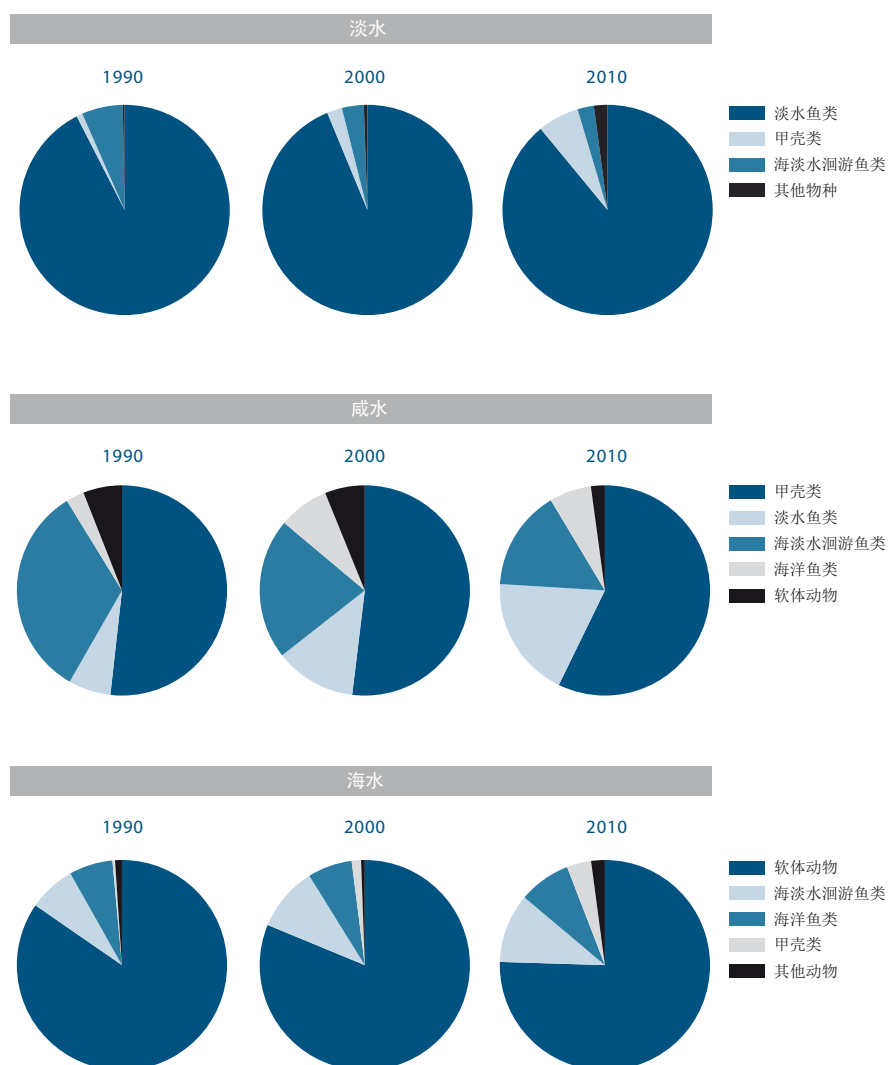 淡水
1990
2000
2010
淡水鱼类
甲壳类
海淡水洄游鱼类
其他物种
咸水
1990
2000
2010
甲壳类
淡水鱼类
海淡水洄游鱼类
海洋鱼类
软体动物
海水
1990
2000
2010
软体动物
海淡水洄游鱼类
海洋鱼类
甲壳类
其他动物